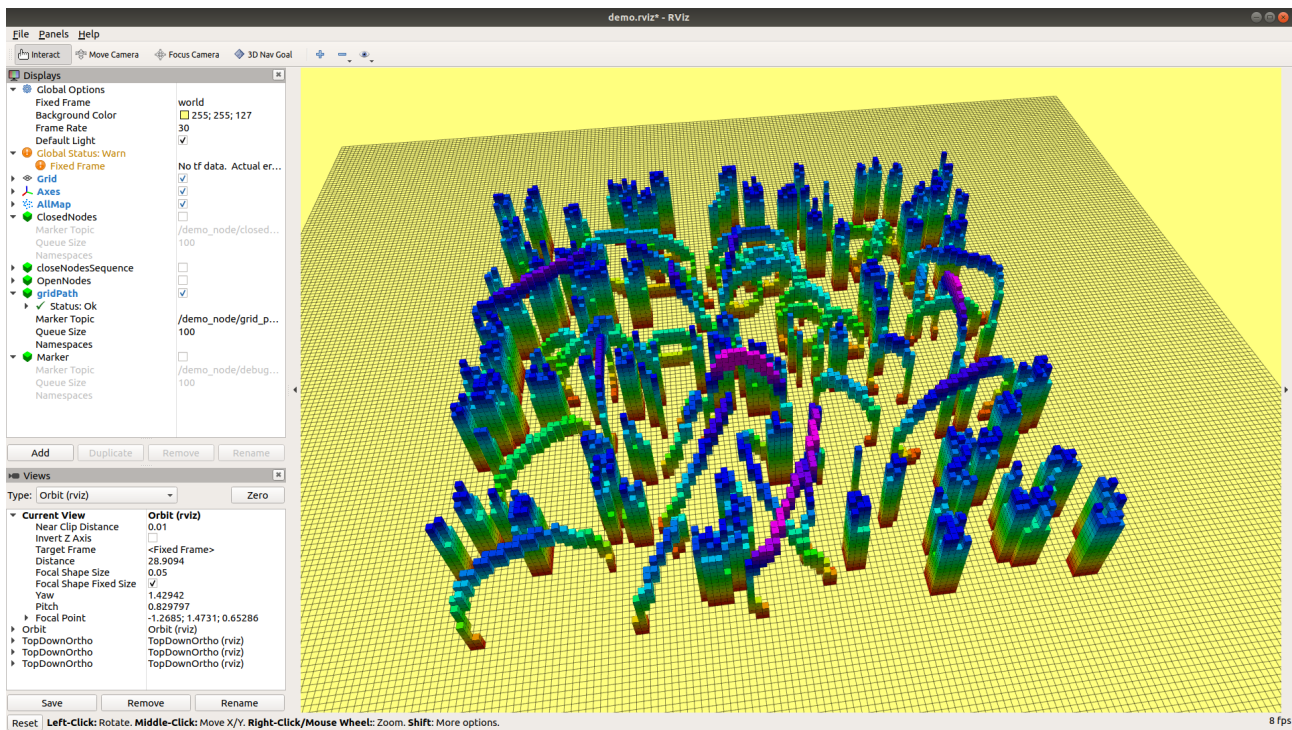 demo.rviz* - RViz
File Panels Help
Interact Move Camera Focus Camera 3D Nav Goal
Displays
Global Options
Fixed Frame world
Background Color 255; 255; 127
Frame Rate 30
Default Light
Global Status: Warn
Fixed Frame No tf data. Actual er...
Grid
Axes
AllMap
ClosedNodes
Marker Topic /demo_node/closed...
Queue Size 100
Namespaces
closeNodesSequence
OpenNodes
gridPath
Status: Ok
Marker Topic /demo_node/grid_p...
Queue Size 100
Namespaces
Marker
Marker Topic /demo_node/debug...
Queue Size 100
Namespaces
Add Duplicate Remove Rename
Views
Type: Orbit (rviz) Zero
Current View Orbit (rviz)
Near Clip Distance 0.01
Invert Z Axis
Target Frame <Fixed Frame>
Distance 28.9094
Focal Shape Size 0.05
Focal Shape Fixed Size
Yaw 1.42942
Pitch 0.829797
Focal Point -1.2685; 1.4731; 0.65286
Orbit Orbit (rviz)
TopDownOrtho TopDownOrtho (rviz)
TopDownOrtho TopDownOrtho (rviz)
TopDownOrtho TopDownOrtho (rviz)
Save Remove Rename
Reset Left-Click: Rotate. Middle-Click: Move X/Y. Right-Click/Mouse Wheel:: Zoom. Shift: More options. 8 fps